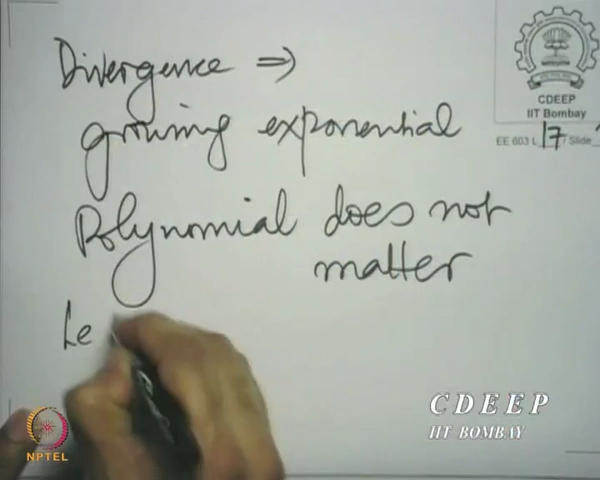 Divergence ⇒
growing exponential
Polynomial does not
matter
Le
CDEEP
IIT Bombay
EE 603 L 17 / Slide
CDEEP
IIT BOMBAY
NPTEL